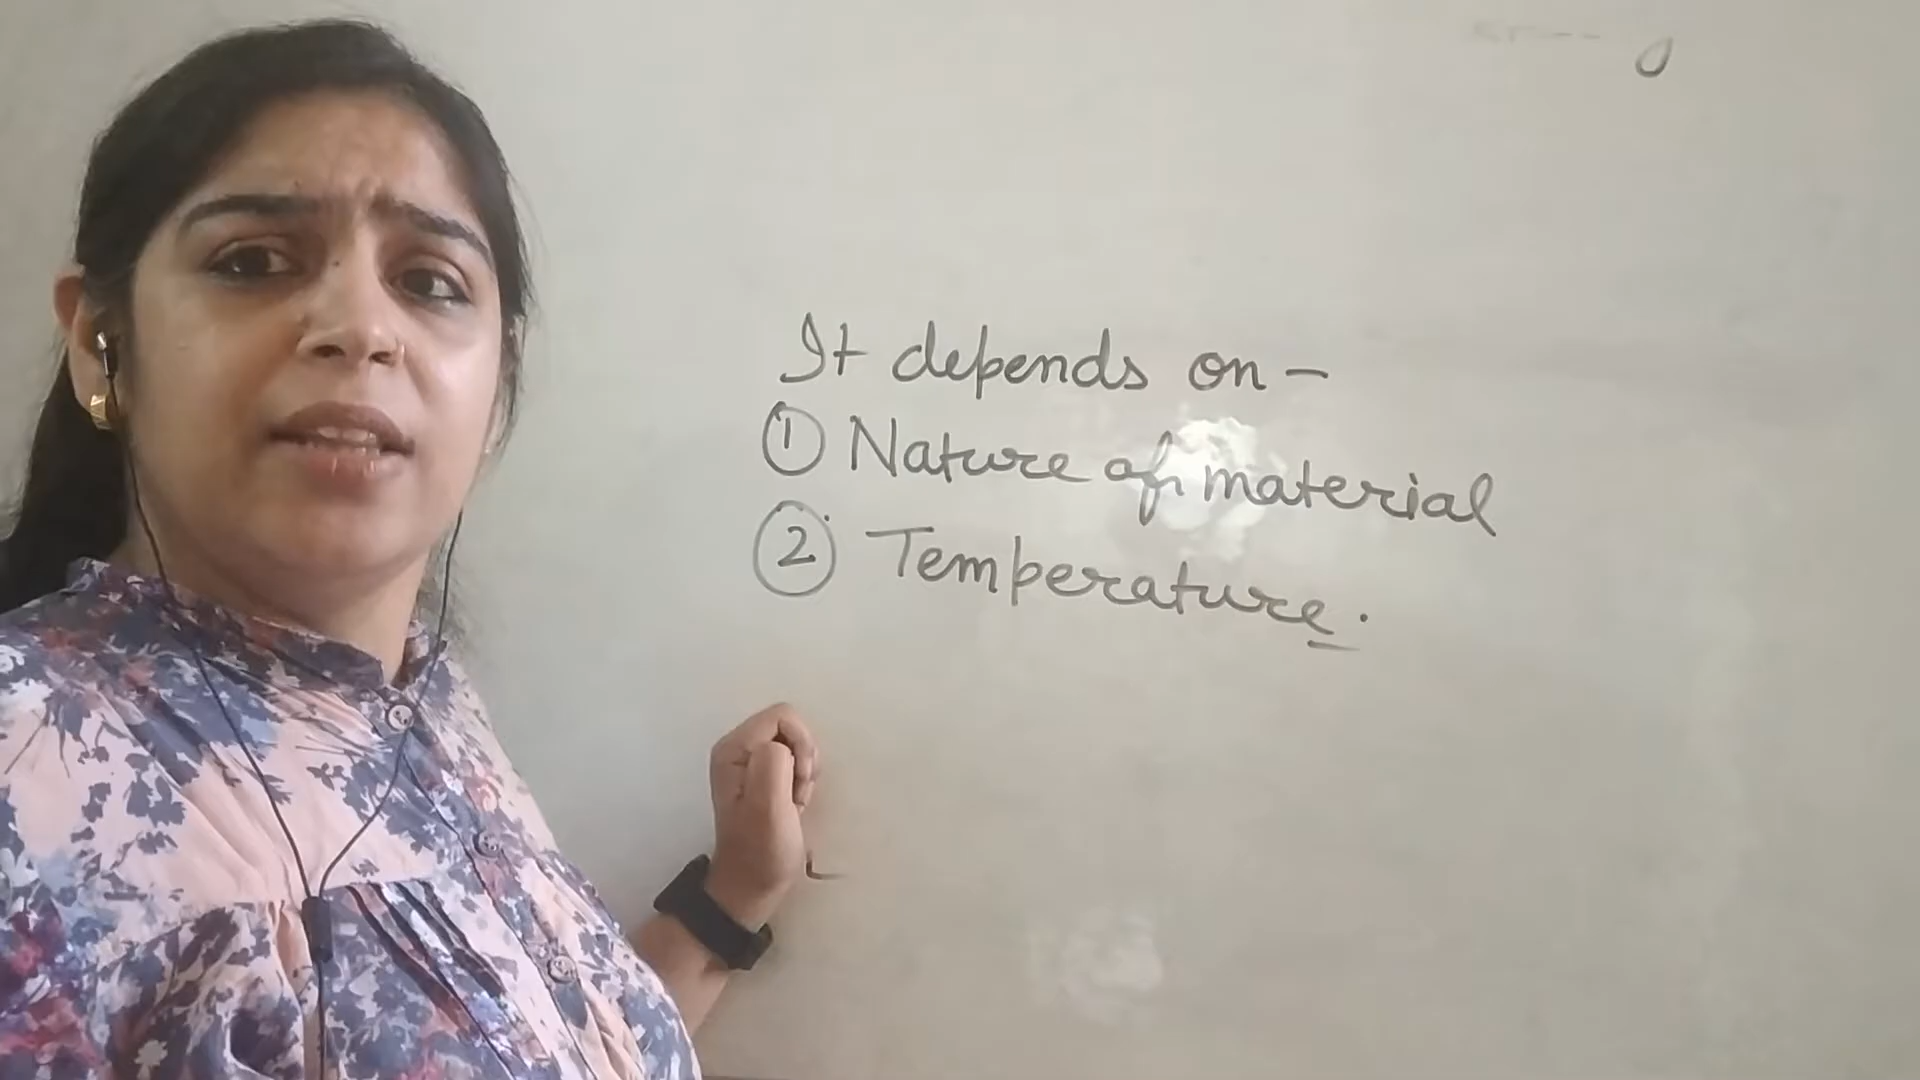 It depends on –
① Nature of material
② Temperature.